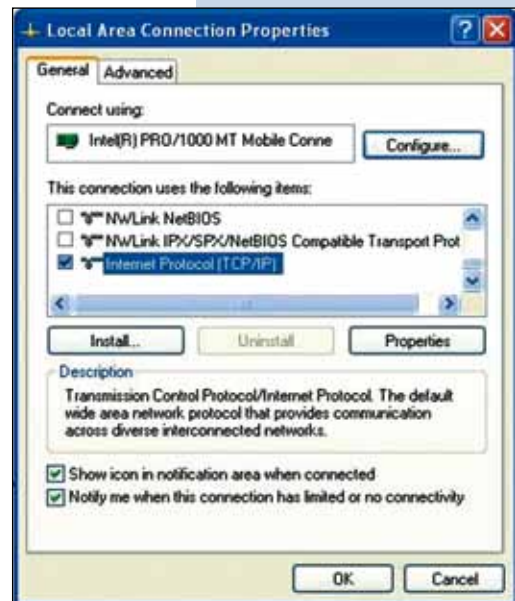 Local Area Connection Properties
General
Advanced
Connect using:
Intel(R) PRO/1000 MT Mobile Conne
Configure...
This connection uses the following items:
NWLink NetBIOS
NWLink IPX/SPX/NetBIOS Compatible Transport Prot
Internet Protocol (TCP/IP)
Install...
Uninstall
Properties
Description
Transmission Control Protocol/Internet Protocol. The default
wide area network protocol that provides communication
across diverse interconnected networks.
Show icon in notification area when connected
Notify me when this connection has limited or no connectivity
OK
Cancel